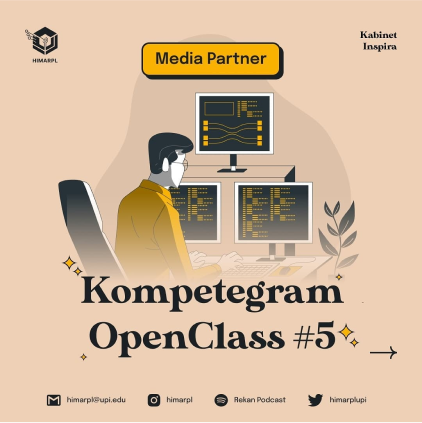 HIMARPL
Kabinet
Inspira
Media Partner
Kompetegram
OpenClass #5
himarpl@upi.edu
himarpl
Rekan Podcast
himarplupi